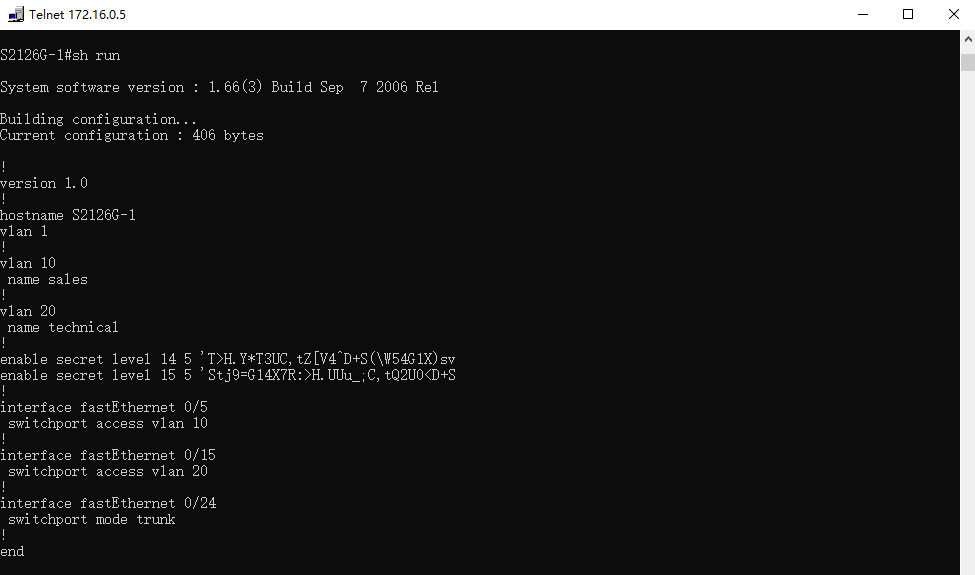 Telnet 172.16.0.5
S2126G-1#sh run
System software version : 1.66(3) Build Sep  7 2006 Rel
Building configuration...
Current configuration : 406 bytes
!
version 1.0
!
hostname S2126G-1
vlan 1
!
vlan 10
 name sales
!
vlan 20
 name technical
!
enable secret level 14 5 'T>H.Y*T3UC,tZ[V4^D+S(\W54G1X)sv
enable secret level 15 5 'Stj9=G14X7R:>H.UUu_;C,tQ2U0<D+S
!
interface fastEthernet 0/5
 switchport access vlan 10
!
interface fastEthernet 0/15
 switchport access vlan 20
!
interface fastEthernet 0/24
 switchport mode trunk
!
end